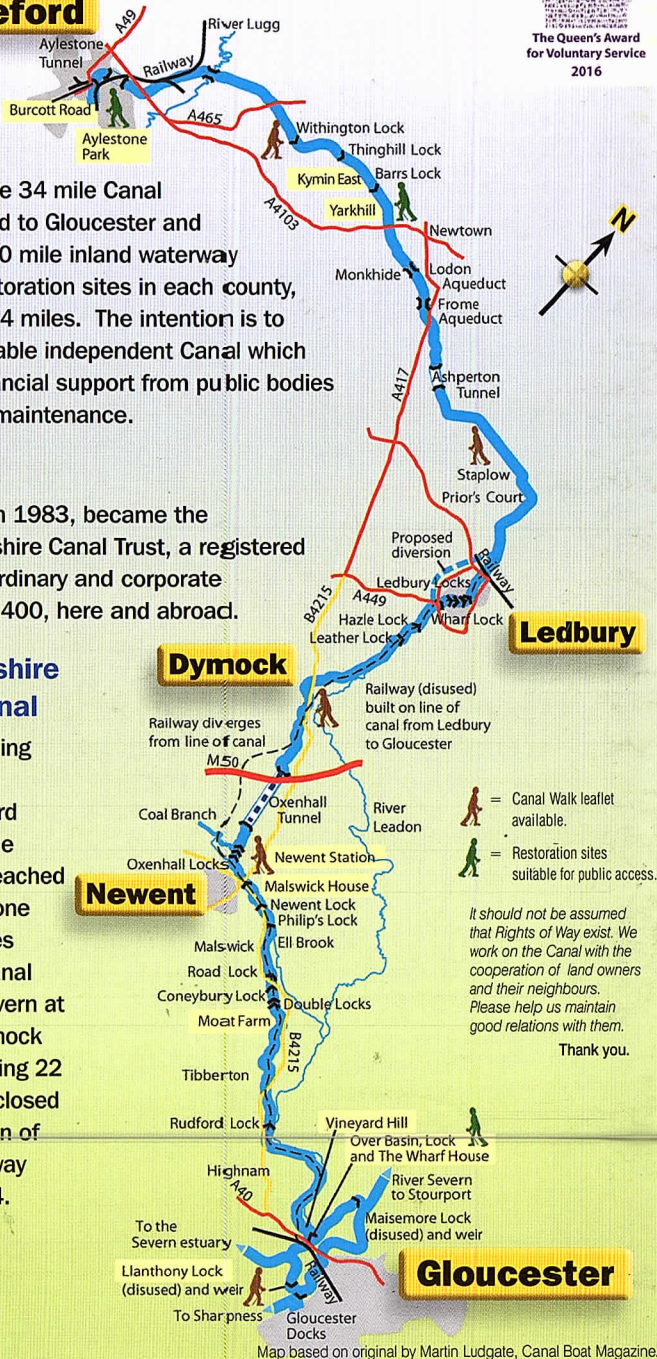 eford
The Queen's Award
for Voluntary Service
2016
A49
River Lugg
Aylestone
Tunnel
Railway
Burcott Road
Aylestone
Park
A465
Withington Lock
Thinghill Lock
Kymin East
Barrs Lock
Yarkhill
A4103
Newtown
N
Monkhide
Lodon
Aqueduct
Frome
Aqueduct
A417
Ashperton
Tunnel
Staplow
Prior's Court
e 34 mile Canal
d to Gloucester and
0 mile inland waterway
toration sites in each county,
4 miles. The intention is to
able independent Canal which
ancial support from public bodies
maintenance.
n 1983, became the
shire Canal Trust, a registered
rdinary and corporate
400, here and abroad.
Proposed
diversion
Railway
Ledbury Locks
A449
B4215
Hazle Lock
Wharf Lock
Leather Lock
Ledbury
Dymock
shire
nal
ing
rd
e
eached
one
es
anal
vern at
mock
ing 22
closed
n of
way
4.
Railway (disused)
built on line of
canal from Ledbury
to Gloucester
Railway diverges
from line of canal
M50
Coal Branch
Oxenhall
Tunnel
River
Leadon
Oxenhall Locks
Newent Station
Newent
Malswick House
Newent Lock
Philip's Lock
Malswick
Ell Brook
Road Lock
Coneybury Lock
Double Locks
Moat Farm
B4215
Tibberton
Rudford Lock
= Canal Walk leaflet
available.
= Restoration sites
suitable for public access.
It should not be assumed
that Rights of Way exist. We
work on the Canal with the
cooperation of land owners
and their neighbours.
Please help us maintain
good relations with them.
Thank you.
Vineyard Hill
Over Basin, Lock
and The Wharf House
Highnam
A40
River Severn
to Stourport
To the
Severn estuary
Maisemore Lock
(disused) and weir
Llanthony Lock
(disused) and weir
Railway
Gloucester
To Sharpness
Gloucester
Docks
Map based on original by Martin Ludgate, Canal Boat Magazine.